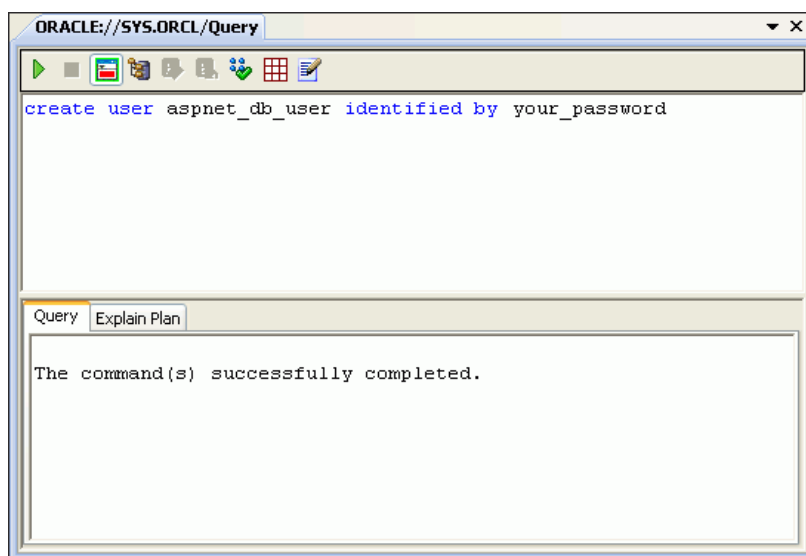 ORACLE://SYS.ORCL/Query
create user aspnet_db_user identified by your_password
Query
Explain Plan
The command(s) successfully completed.